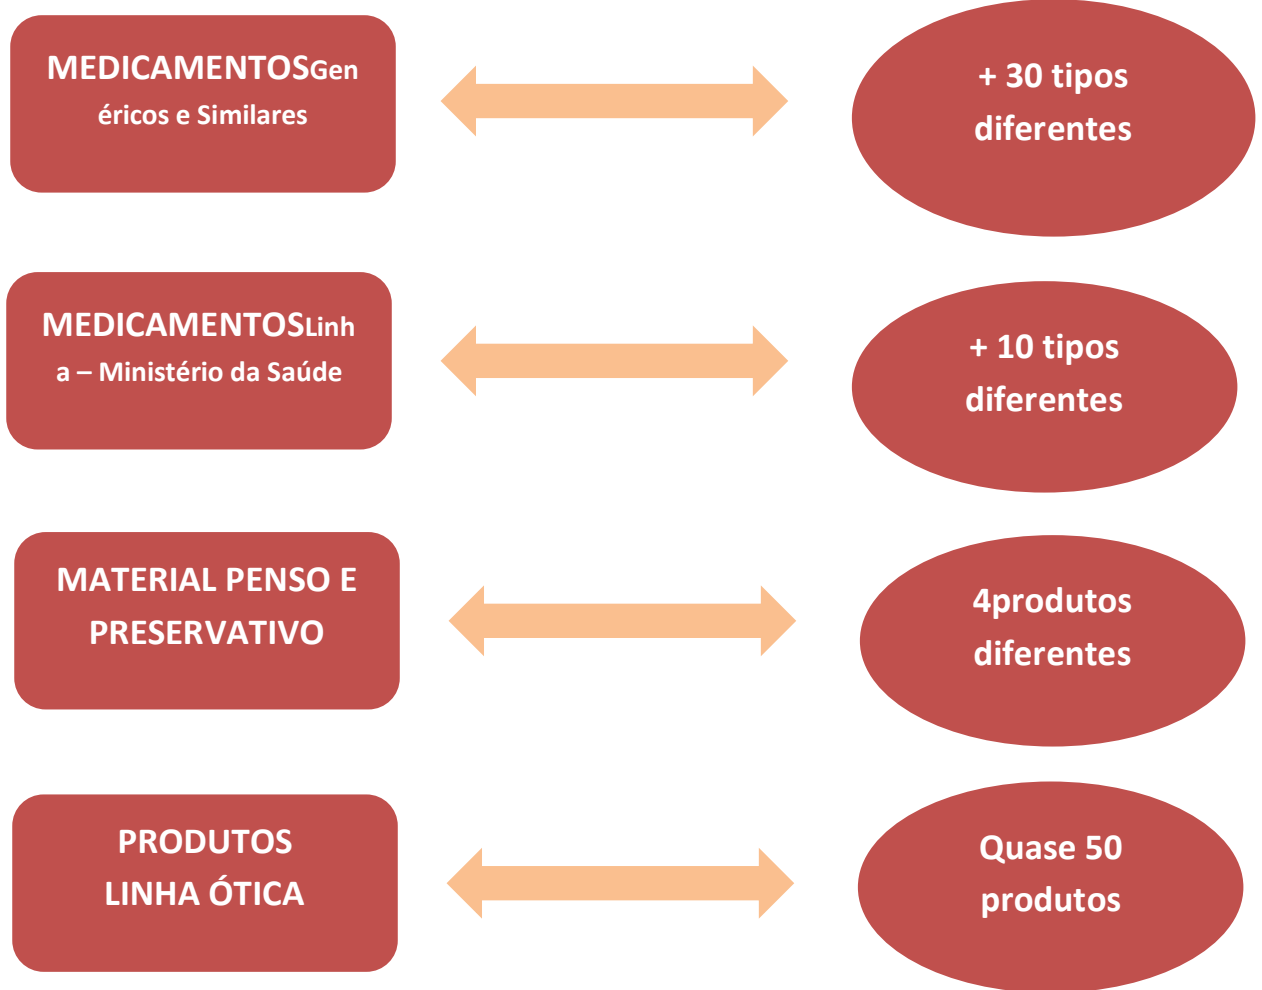 MEDICAMENTOSGen
éricos e Similares
+ 30 tipos
diferentes
MEDICAMENTOSLinh
a – Ministério da Saúde
+ 10 tipos
diferentes
MATERIAL PENSO E
PRESERVATIVO
4produtos
diferentes
PRODUTOS
LINHA ÓTICA
Quase 50
produtos